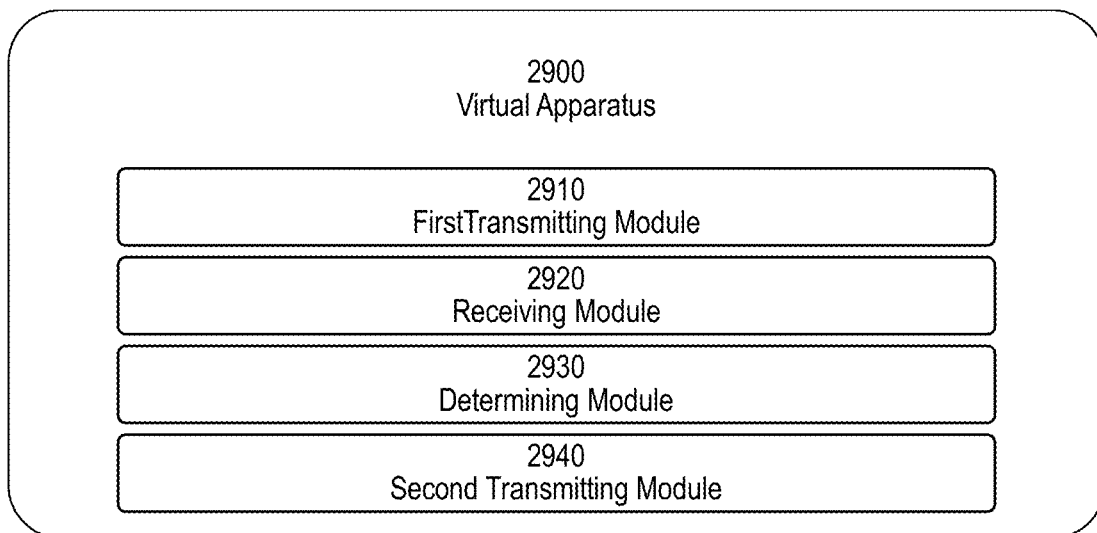 2900
Virtual Apparatus
2910
FirstTransmitting Module
2920
Receiving Module
2930
Determining Module
2940
Second Transmitting Module